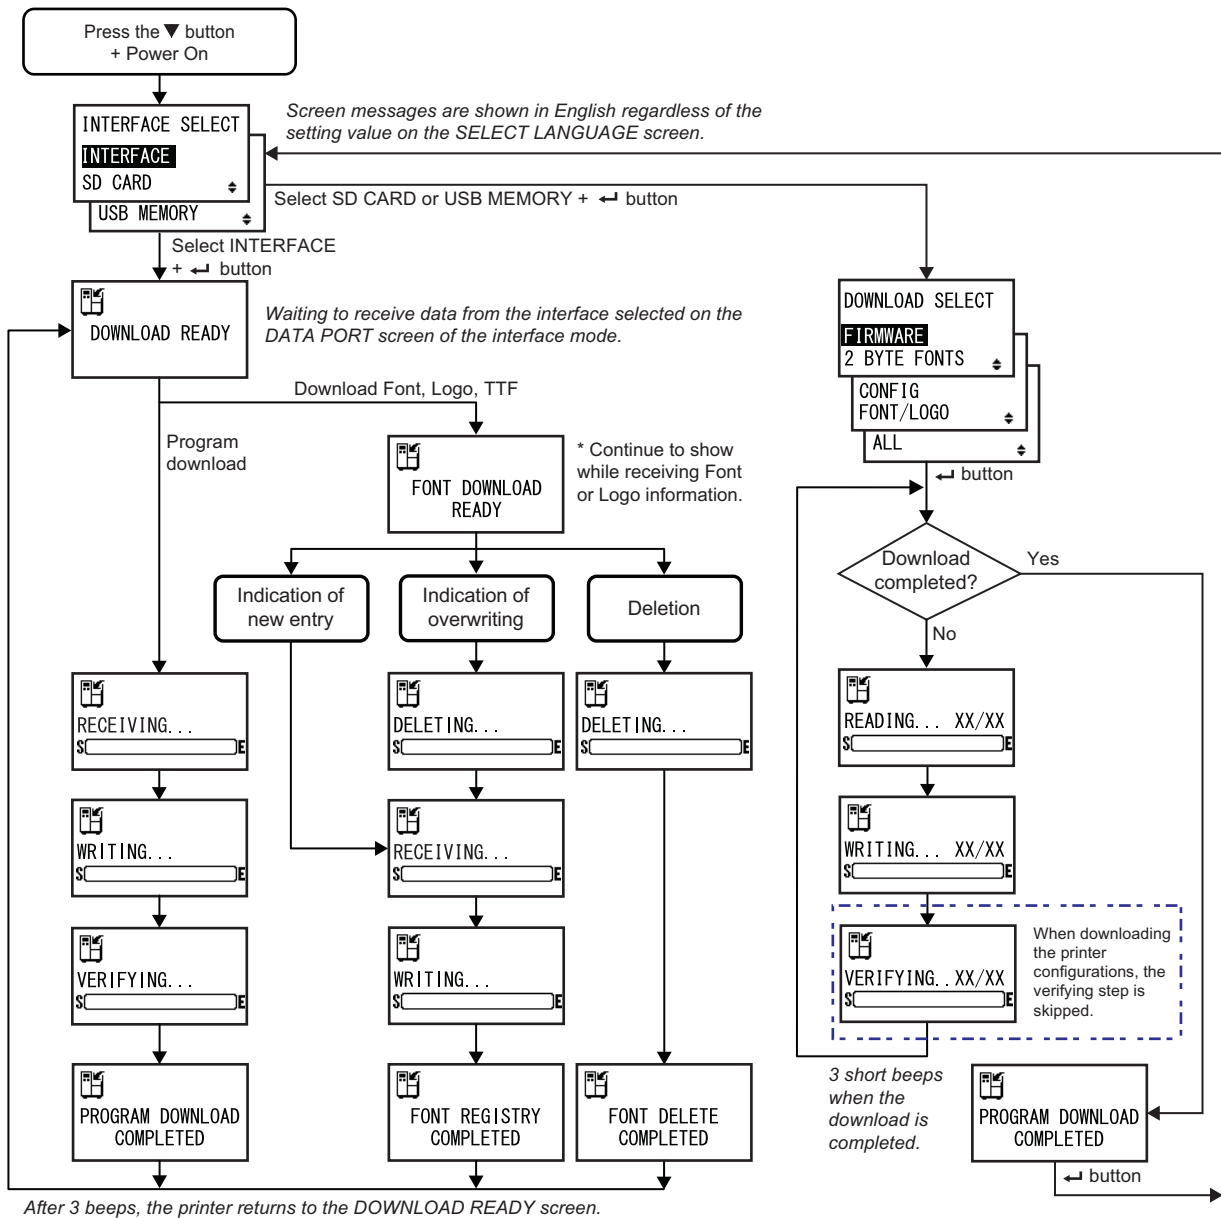 Press the ▼ button
+ Power On
INTERFACE SELECT
INTERFACE
SD CARD
USB MEMORY
Screen messages are shown in English regardless of the
setting value on the SELECT LANGUAGE screen.
Select SD CARD or USB MEMORY + ↵ button
Select INTERFACE
+ ↵ button
DOWNLOAD READY
Waiting to receive data from the interface selected on the
DATA PORT screen of the interface mode.
DOWNLOAD SELECT
FIRMWARE
2 BYTE FONTS
CONFIG
FONT/LOGO
ALL
↵ button
Download Font, Logo, TTF
Program
download
FONT DOWNLOAD
READY
* Continue to show
while receiving Font
or Logo information.
Indication of
new entry
Indication of
overwriting
Deletion
Download
completed?
Yes
No
RECEIVING...
S E
DELETING...
S E
DELETING...
S E
READING... XX/XX
S E
WRITING...
S E
RECEIVING...
S E
WRITING... XX/XX
S E
VERIFYING...
S E
WRITING...
S E
VERIFYING..XX/XX
S E
When downloading
the printer
configurations, the
verifying step is
skipped.
PROGRAM DOWNLOAD
COMPLETED
FONT REGISTRY
COMPLETED
FONT DELETE
COMPLETED
3 short beeps
when the
download is
completed.
PROGRAM DOWNLOAD
COMPLETED
↵ button
After 3 beeps, the printer returns to the DOWNLOAD READY screen.